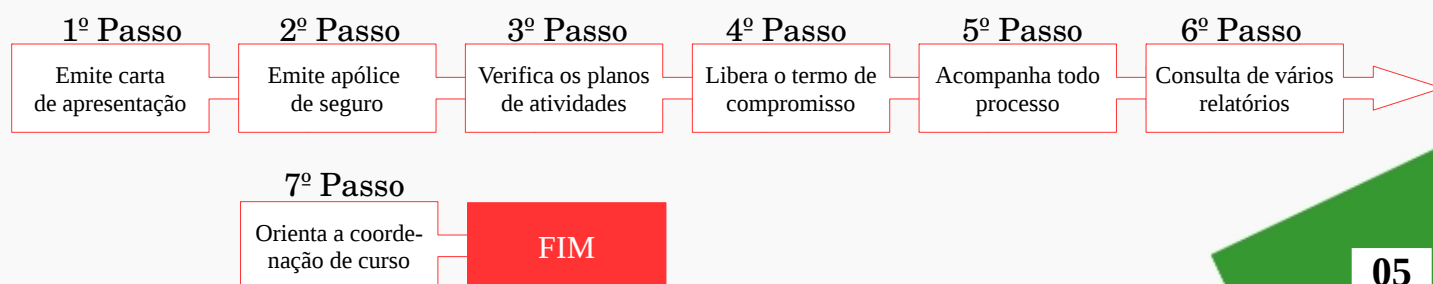 1º Passo
Emite carta
de apresentação
2º Passo
Emite apólice
de seguro
3º Passo
Verifica os planos
de atividades
4º Passo
Libera o termo de
compromisso
5º Passo
Acompanha todo
processo
6º Passo
Consulta de vários
relatórios
7º Passo
Orienta a coorde-
nação de curso
FIM
05